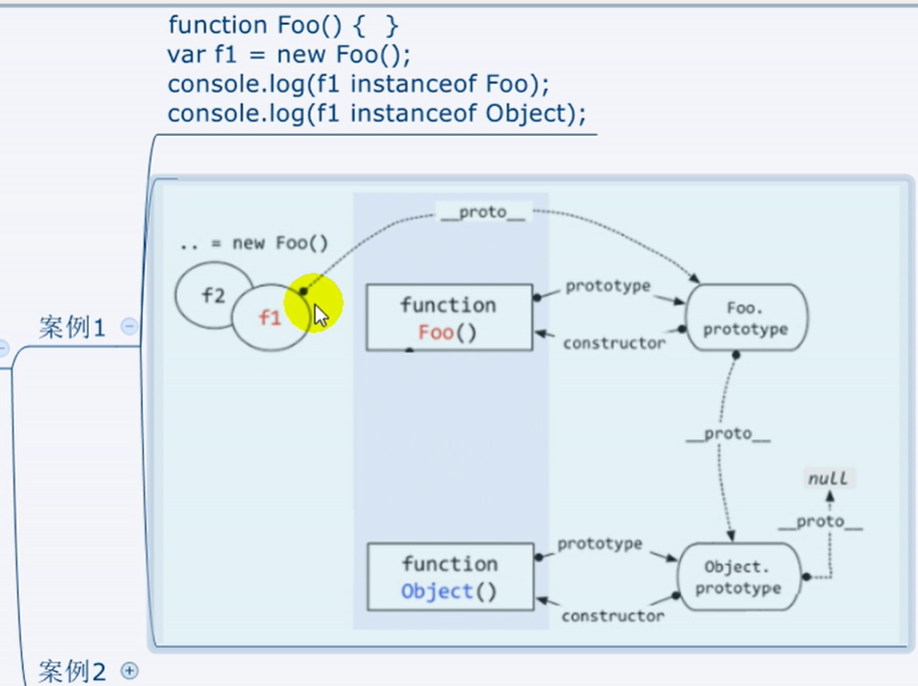 function Foo() { }
var f1 = new Foo();
console.log(f1 instanceof Foo);
console.log(f1 instanceof Object);
__proto__
.. = new Foo()
f2
f1
function
Foo()
prototype
constructor
Foo.
prototype
案例1
__proto__
null
__proto__
function
Object()
prototype
constructor
Object.
prototype
案例2